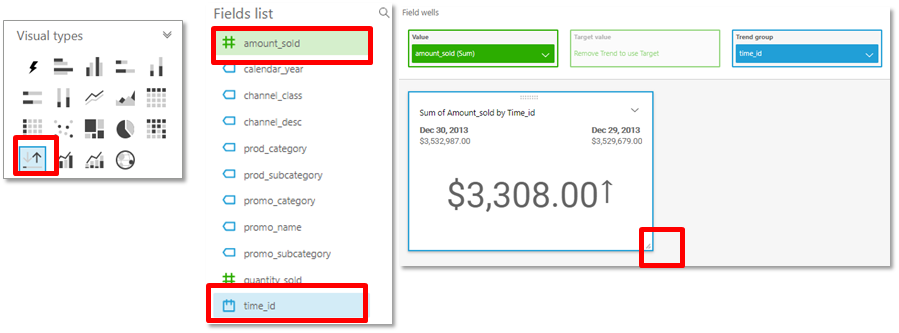 Visual types
Fields list
amount_sold
calendar_year
channel_class
channel_desc
prod_category
prod_subcategory
promo_category
promo_name
promo_subcategory
quantity_sold
time_id
Field wells
Value
amount_sold (Sum)
Target value
Remove Trend to use Target
Trend group
time_id
Sum of Amount_sold by Time_id
Dec 30, 2013 Dec 29, 2013
$3,532,987.00 $3,529,679.00
$3,308.00↑